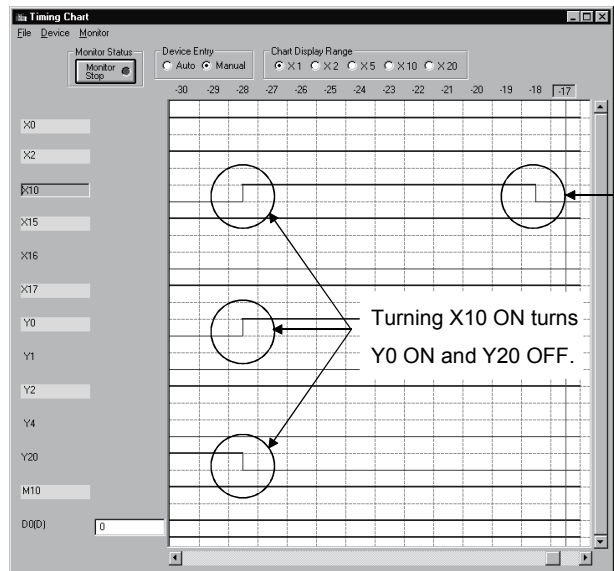 Timing Chart
File Device Monitor
Monitor Status
Monitor Stop
Device Entry
Auto Manual
Chart Display Range
X1 X2 X5 X10 X20
-30 -29 -28 -27 -26 -25 -24 -23 -22 -21 -20 -19 -18 -17
X0
X2
X10
X15
X16
X17
Y0
Y1
Y2
Y4
Y20
M10
D0(D) 0
Turning X10 ON turns
Y0 ON and Y20 OFF.